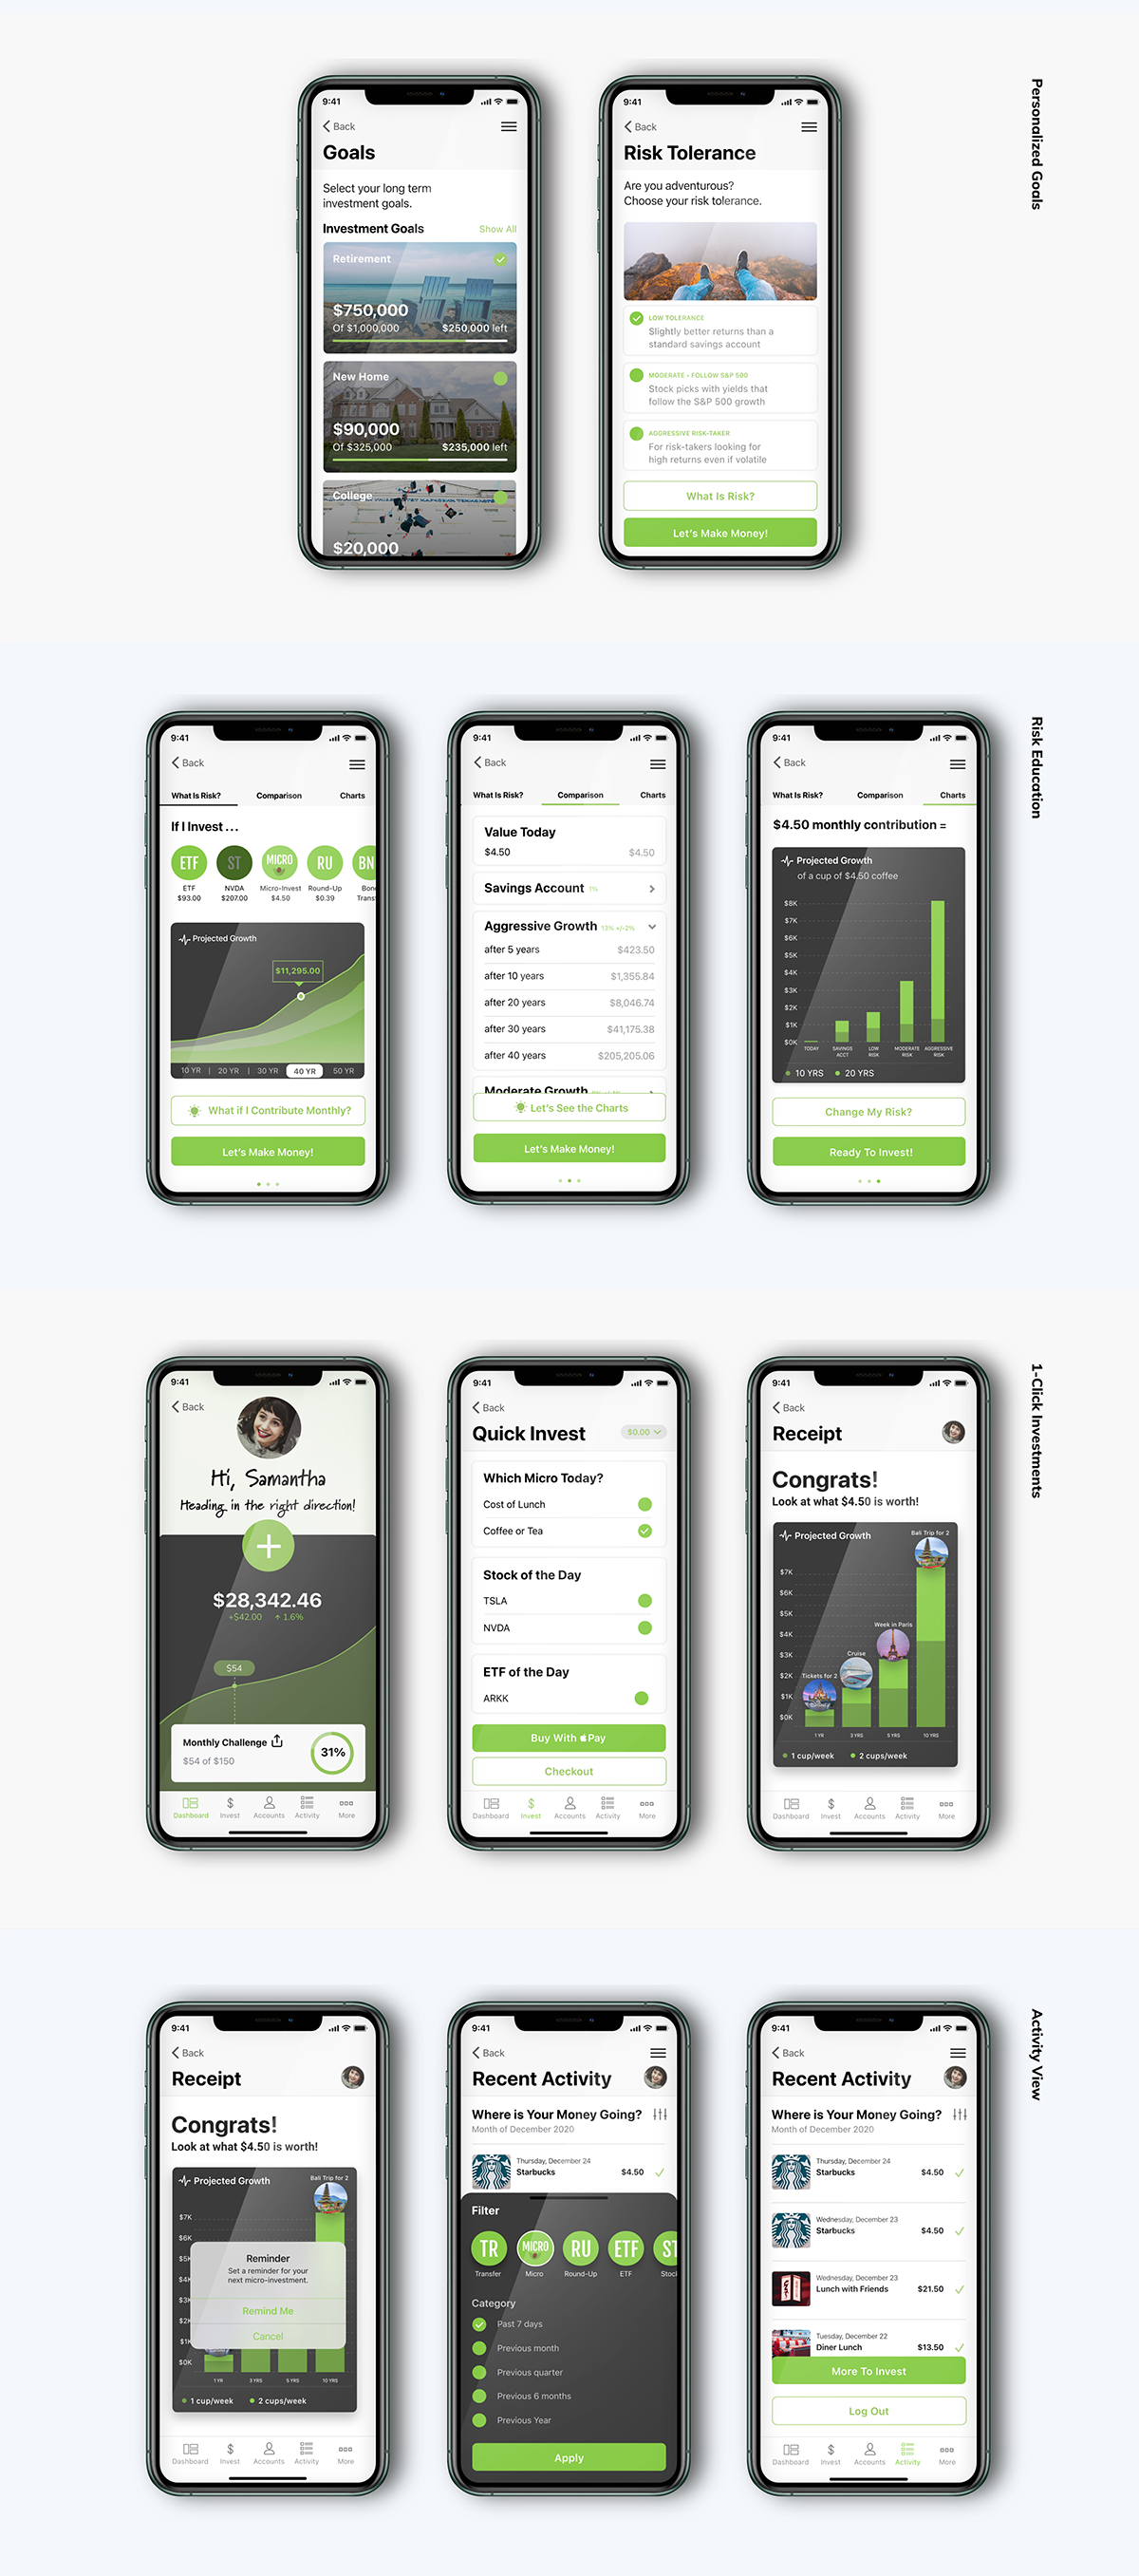 Personalized Goals
9:41
Back
Goals
Select your long term
investment goals.
Investment Goals Show All
Retirement
$750,000
Of $1,000,000 $250,000 left
New Home
$90,000
Of $325,000 $235,000 left
College
$20,000
9:41
Back
Risk Tolerance
Are you adventurous?
Choose your risk tolerance.
LOW TOLERANCE
Slightly better returns than a
standard savings account
MODERATE - FOLLOW S&P 500
Stock picks with yields that
follow the S&P 500 growth
AGGRESSIVE RISK-TAKER
For risk-takers looking for
high returns even if volatile
What Is Risk?
Let's Make Money!
Risk Education
9:41
Back
What Is Risk? Comparison Charts
If I Invest ...
ETF ST MICRO RU BN
ETF NVDA Micro-Invest Round-Up Bon
$93.00 $207.00 $4.50 $0.39 Trans
Projected Growth
$11,295.00
10 YR | 20 YR | 30 YR 40 YR 50 YR
What if I Contribute Monthly?
Let's Make Money!
9:41
Back
What Is Risk? Comparison Charts
Value Today
$4.50 $4.50
Savings Account 1%
Aggressive Growth 13% +/-2%
after 5 years $423.50
after 10 years $1,355.84
after 20 years $8,046.74
after 30 years $41,175.38
after 40 years $205,205.06
Moderate Growth
Let's See the Charts
Let's Make Money!
9:41
Back
What Is Risk? Comparison Charts
$4.50 monthly contribution =
Projected Growth
of a cup of $4.50 coffee
$8K
$7K
$6K
$5K
$4K
$3K
$2K
$1K
$0K
TODAY SAVINGS LOW MODERATE AGGRESSIVE
ACCT RISK RISK RISK
10 YRS 20 YRS
Change My Risk?
Ready To Invest!
1-Click Investments
9:41
Back
Hi, Samantha
Heading in the right direction!
+
$28,342.46
+$42.00 ↑ 1.6%
$54
Monthly Challenge
$54 of $150
31%
Dashboard Invest Accounts Activity More
9:41
Back
Quick Invest $0.00
Which Micro Today?
Cost of Lunch
Coffee or Tea
Stock of the Day
TSLA
NVDA
ETF of the Day
ARKK
Buy With Pay
Checkout
Dashboard Invest Accounts Activity More
9:41
Back
Receipt
Congrats!
Look at what $4.50 is worth!
Projected Growth
Bali Trip for 2
$7K
$6K
$5K
$4K
$3K
$2K
$1K
$0K
Week in Paris
Cruise
Tickets for 2
1 YR 3 YRS 5 YRS 10 YRS
1 cup/week 2 cups/week
Dashboard Invest Accounts Activity More
Activity View
9:41
Back
Receipt
Congrats!
Look at what $4.50 is worth!
Projected Growth
Bali Trip for 2
$7K
$6K
$5K
$4K
$3K
$2K
$1K
$0K
Reminder
Set a reminder for your
next micro-investment.
Remind Me
Cancel
1 YR 3 YRS 5 YRS 10 YRS
1 cup/week 2 cups/week
Dashboard Invest Accounts Activity More
9:41
Back
Recent Activity
Where is Your Money Going?
Month of December 2020
Thursday, December 24
Starbucks $4.50
Filter
TR MICRO RU ETF ST
Transfer Micro Round-Up ETF Stoc
Category
Past 7 days
Previous month
Previous quarter
Previous 6 months
Previous Year
Apply
9:41
Back
Recent Activity
Where is Your Money Going?
Month of December 2020
Thursday, December 24
Starbucks $4.50
Wednesday, December 23
Starbucks $4.50
Wednesday, December 23
Lunch with Friends $21.50
Tuesday, December 22
Diner Lunch $13.50
More To Invest
Log Out
Dashboard Invest Accounts Activity More